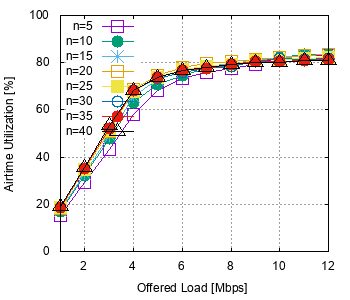 100
80
60
40
20
0
Airtime Utilization [%]
n=5
n=10
n=15
n=20
n=25
n=30
n=35
n=40
2 4 6 8 10 12
Offered Load [Mbps]